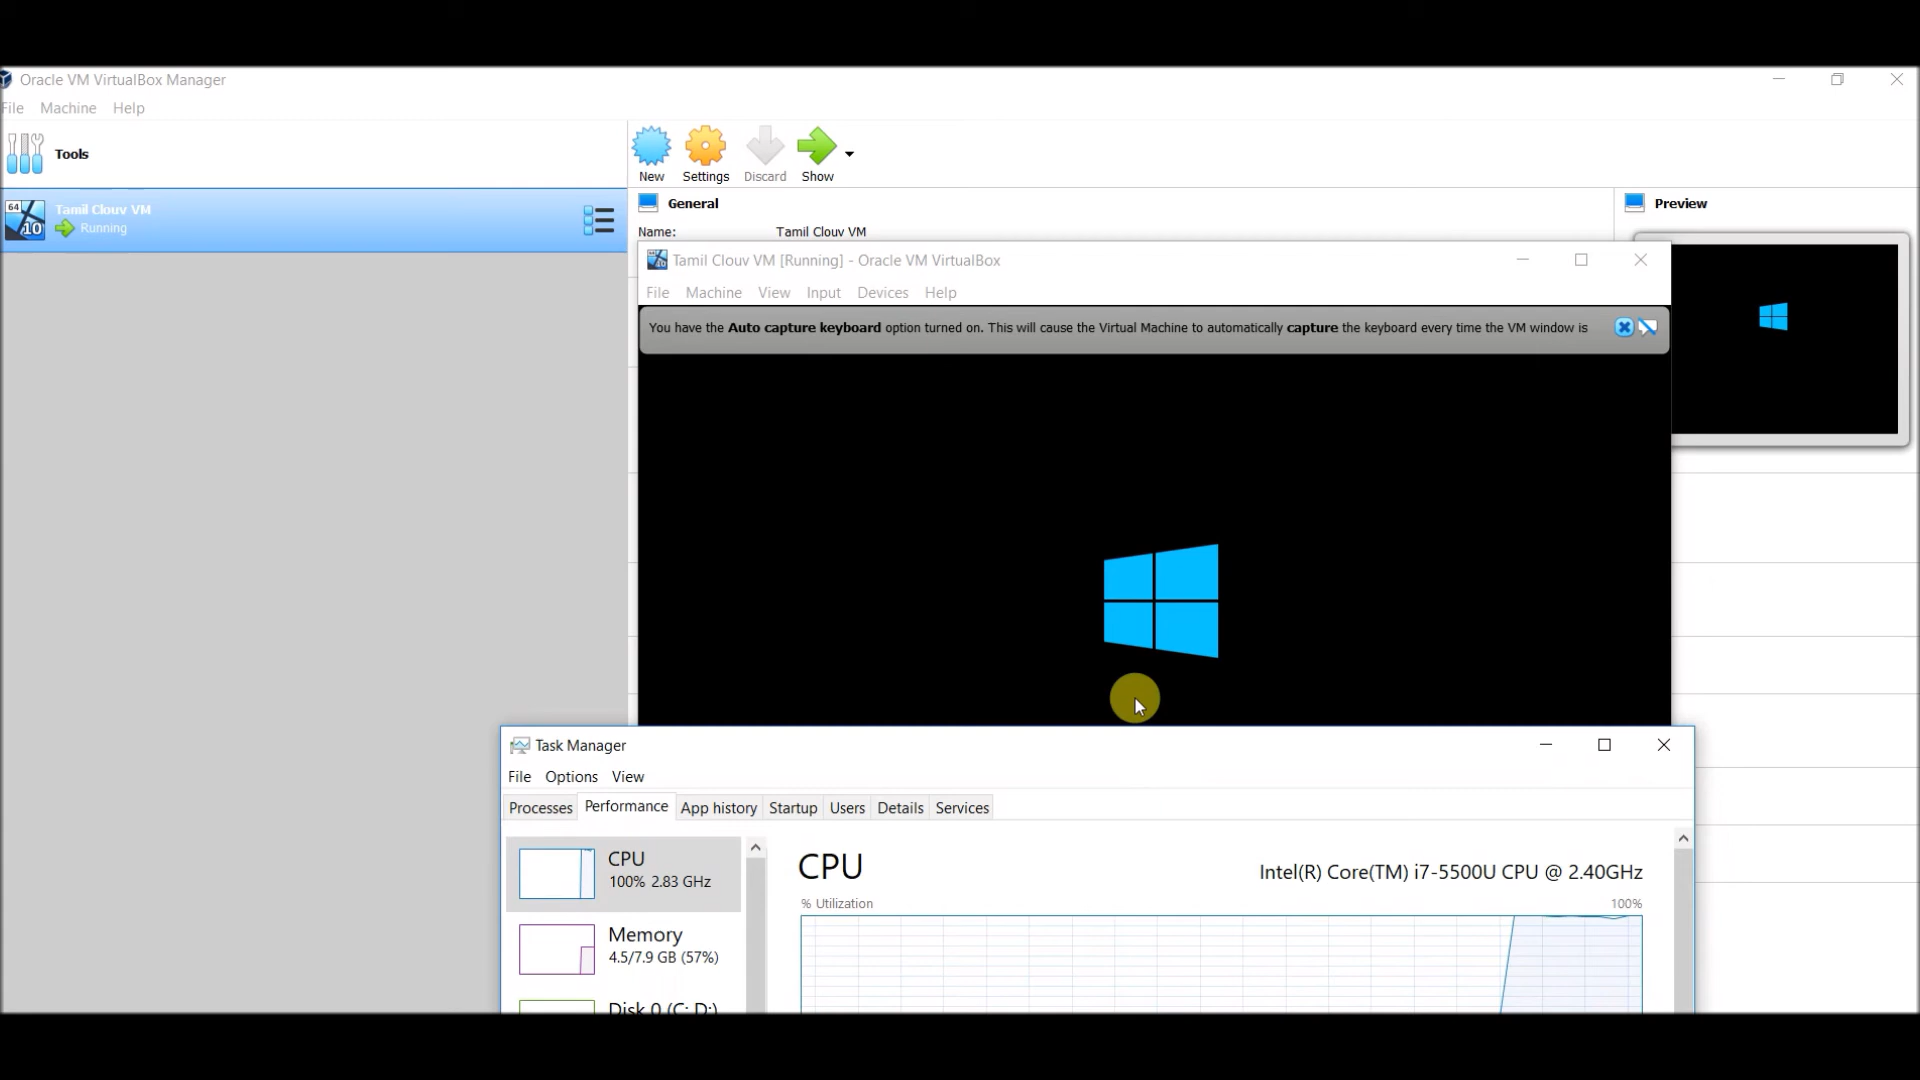 Oracle VM VirtualBox Manager
File Machine Help
Tools
New Settings Discard Show
64
10
Tamil Clouv VM
Running
General
Preview
Name: Tamil Clouv VM
Tamil Clouv VM [Running] - Oracle VM VirtualBox
File Machine View Input Devices Help
You have the Auto capture keyboard option turned on. This will cause the Virtual Machine to automatically capture the keyboard every time the VM window is
Task Manager
File Options View
Processes Performance App history Startup Users Details Services
CPU
100% 2.83 GHz
Memory
4.5/7.9 GB (57%)
Disk 0 (C: D:)
CPU
Intel(R) Core(TM) i7-5500U CPU @ 2.40GHz
% Utilization
100%